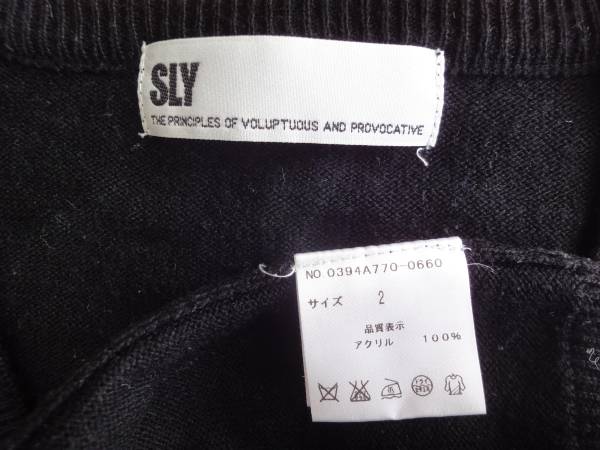 SLY
THE PRINCIPLES OF VOLUPTUOUS AND PROVOCATIVE
NO 0394A770-0660
サイズ 2
品質表示
アクリル 100%